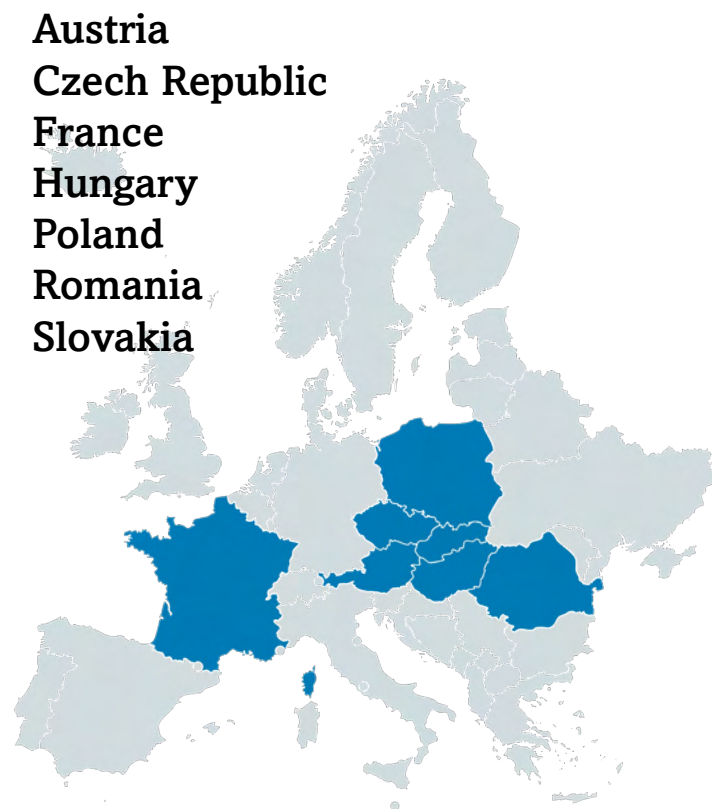 Austria
Czech Republic
France
Hungary
Poland
Romania
Slovakia